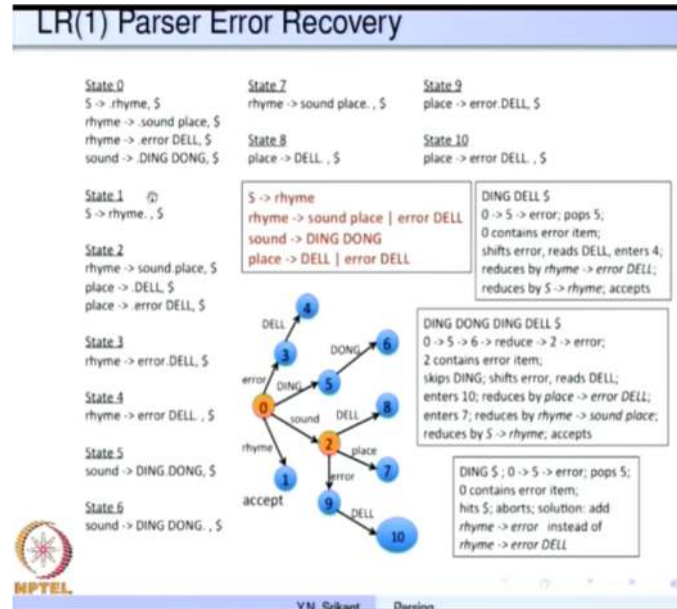 LR(1) Parser Error Recovery
State 0
S -> .rhyme, $
rhyme -> .sound place, $
rhyme -> .error DELL, $
sound -> .DING DONG, $
State 1
S -> rhyme. , $
State 2
rhyme -> sound.place, $
place -> .DELL, $
place -> .error DELL, $
State 3
rhyme -> error.DELL, $
State 4
rhyme -> error DELL. , $
State 5
sound -> DING.DONG, $
State 6
sound -> DING DONG. , $
State 7
rhyme -> sound place. , $
State 8
place -> DELL. , $
State 9
place -> error.DELL, $
State 10
place -> error DELL. , $
S -> rhyme
rhyme -> sound place | error DELL
sound -> DING DONG
place -> DELL | error DELL
DING DELL $
0 -> 5 -> error; pops 5;
0 contains error item;
shifts error, reads DELL, enters 4;
reduces by rhyme -> error DELL;
reduces by S -> rhyme; accepts
DING DONG DING DELL $
0 -> 5 -> 6 -> reduce -> 2 -> error;
2 contains error item;
skips DING; shifts error, reads DELL;
enters 10; reduces by place -> error DELL;
enters 7; reduces by rhyme -> sound place;
reduces by S -> rhyme; accepts
DING $ ; 0 -> 5 -> error; pops 5;
0 contains error item;
hits $; aborts; solution: add
rhyme -> error instead of
rhyme -> error DELL
4
DELL
3
DONG
6
error
DING
5
0
sound
DELL
8
2
place
7
rhyme
1
error
accept
9
DELL
10
NPTEL
Y.N. Srikant
Parsing